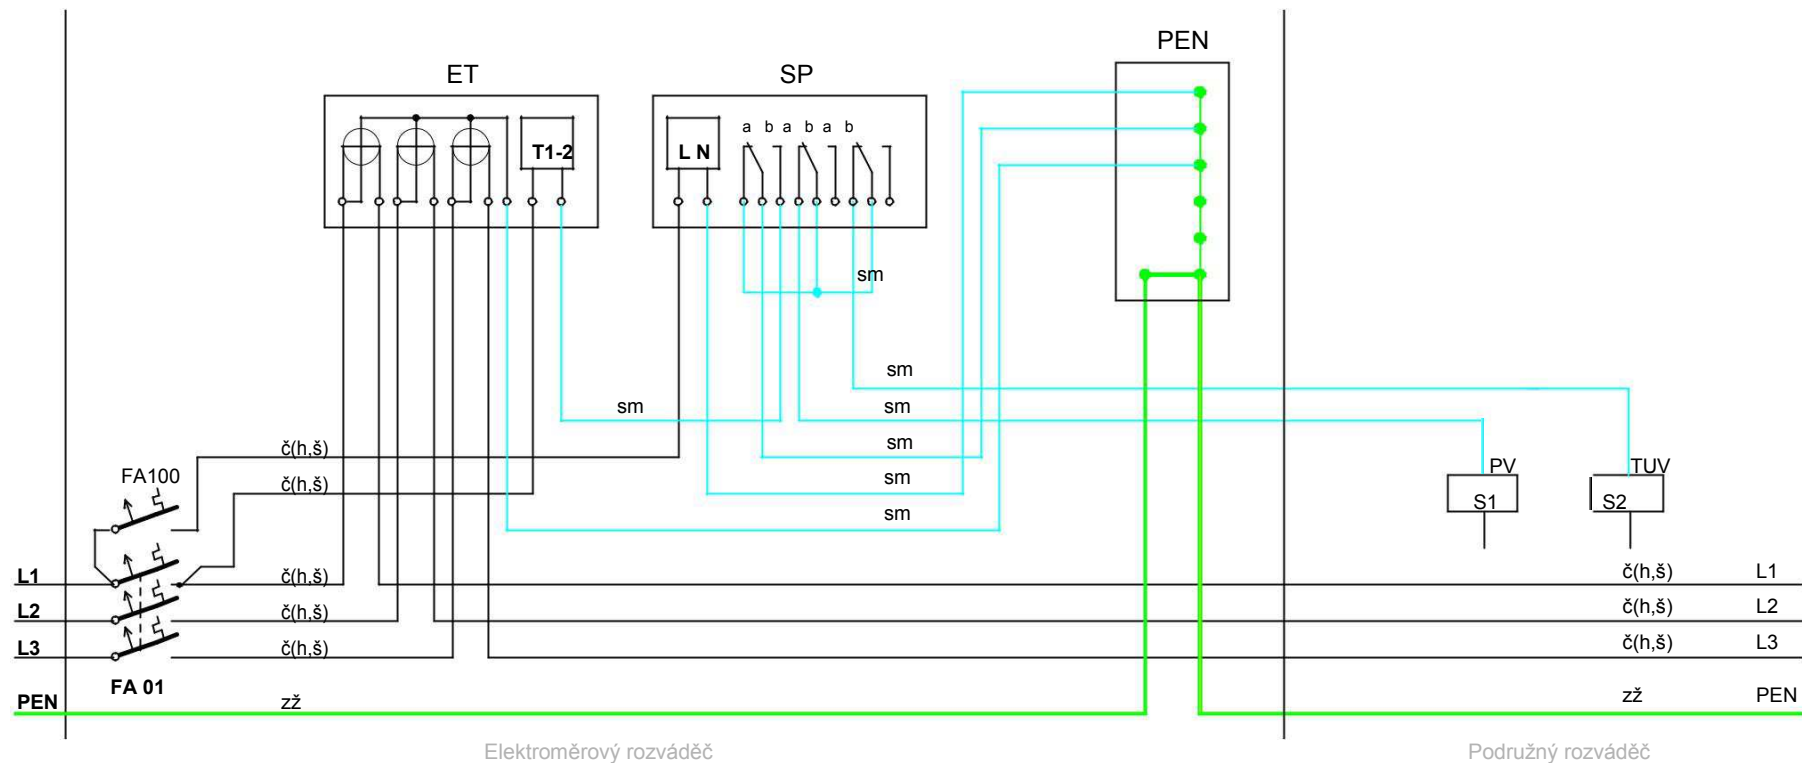 PEN
ET
SP
T1-2
L N
a b a b a b
sm
sm
sm
sm
sm
sm
sm
č(h,š)
č(h,š)
FA100
PV
TUV
S1
S2
L1
č(h,š)
č(h,š)
L1
L2
č(h,š)
č(h,š)
L2
L3
č(h,š)
č(h,š)
L3
FA 01
PEN
zž
zž
PEN
Elektroměrový rozváděč
Podružný rozváděč